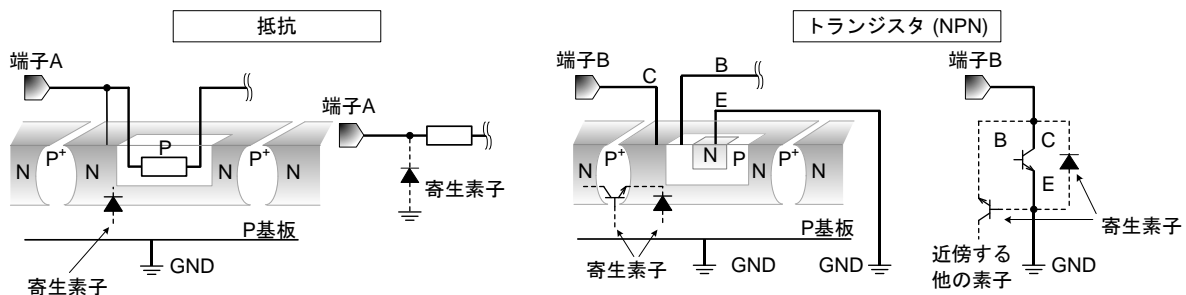 抵抗
トランジスタ (NPN)
端子A
端子A
N
P+
N
P
N
P+
N
寄生素子
P基板
GND
寄生素子
端子B
C
B
E
N
P+
N
N
P
N
P+
N
P基板
寄生素子
GND
GND
端子B
B
C
E
寄生素子
近傍する
他の素子
GND